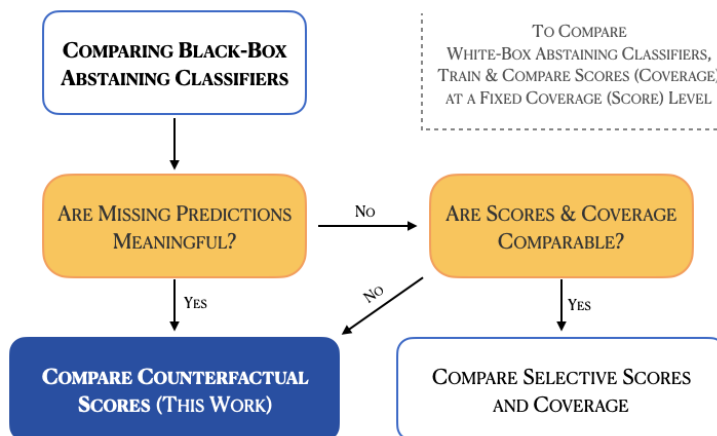 COMPARING BLACK-BOX
ABSTAINING CLASSIFIERS
TO COMPARE
WHITE-BOX ABSTAINING CLASSIFIERS,
TRAIN & COMPARE SCORES (COVERAGE)
AT A FIXED COVERAGE (SCORE) LEVEL
ARE MISSING PREDICTIONS
MEANINGFUL?
NO
ARE SCORES & COVERAGE
COMPARABLE?
YES
NO
YES
COMPARE COUNTERFACTUAL
SCORES (THIS WORK)
COMPARE SELECTIVE SCORES
AND COVERAGE